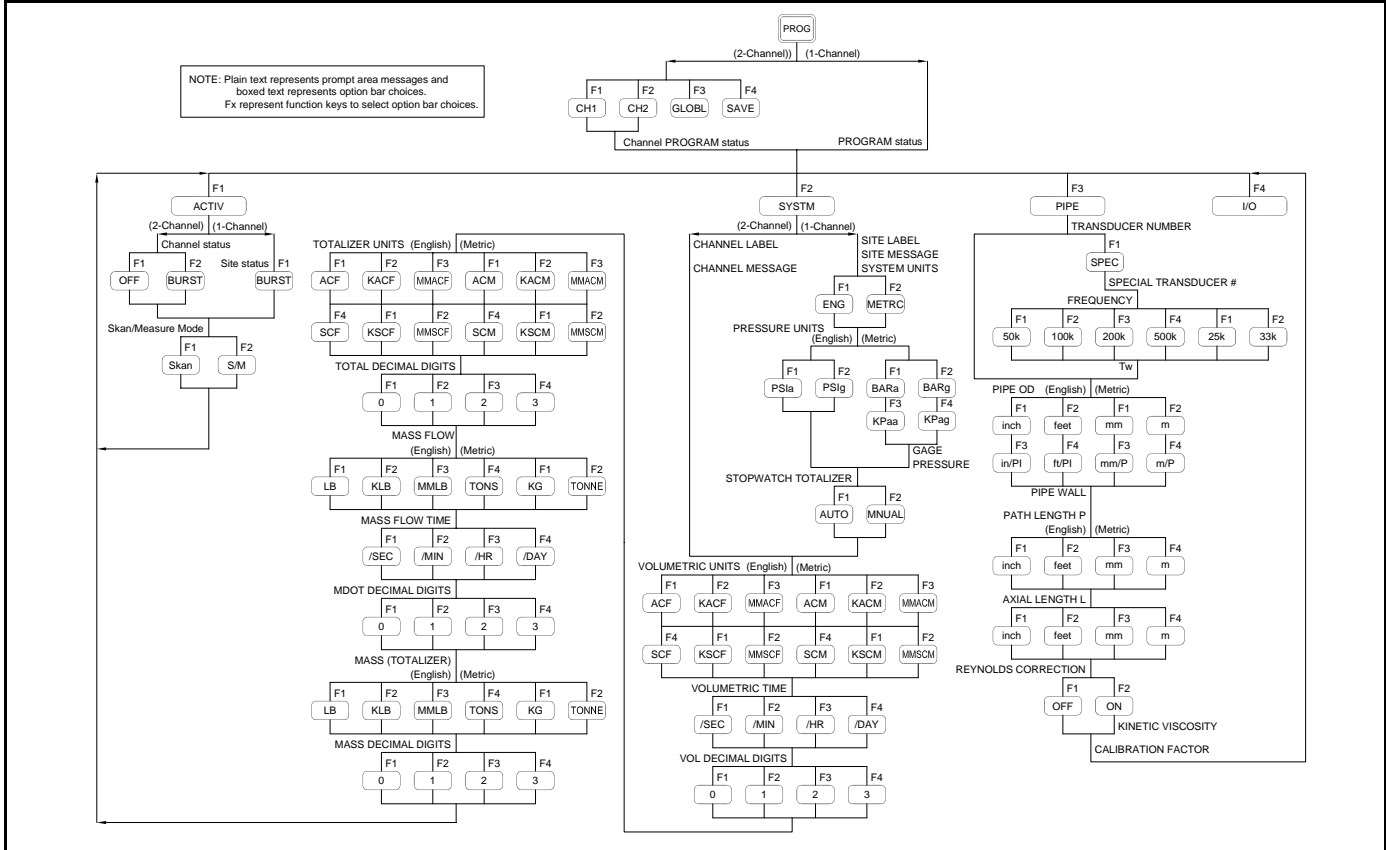 PROG
(2-Channel)) (1-Channel)
NOTE: Plain text represents prompt area messages and
boxed text represents option bar choices.
Fx represent function keys to select option bar choices.
F1 F2 F3 F4
CH1 CH2 GLOBL SAVE
Channel PROGRAM status PROGRAM status
F1
ACTIV
(2-Channel) (1-Channel)
Channel status
F1 F2 Site status F1
OFF BURST BURST
Skan/Measure Mode
F1 F2
Skan S/M
TOTALIZER UNITS (English) (Metric)
F1 F2 F3 F1 F2 F3
ACF KACF MMACF ACM KACM MMACM
F4 F1 F2 F4 F1 F2
SCF KSCF MMSCF SCM KSCM MMSCM
TOTAL DECIMAL DIGITS
F1 F2 F3 F4
0 1 2 3
MASS FLOW
(English) (Metric)
F1 F2 F3 F4 F1 F2
LB KLB MMLB TONS KG TONNE
MASS FLOW TIME
F1 F2 F3 F4
/SEC /MIN /HR /DAY
MDOT DECIMAL DIGITS
F1 F2 F3 F4
0 1 2 3
MASS (TOTALIZER)
(English) (Metric)
F1 F2 F3 F4 F1 F2
LB KLB MMLB TONS KG TONNE
MASS DECIMAL DIGITS
F1 F2 F3 F4
0 1 2 3
F2
SYSTM
(2-Channel) (1-Channel)
CHANNEL LABEL
CHANNEL MESSAGE
SITE LABEL
SITE MESSAGE
SYSTEM UNITS
F1 F2
ENG METRC
PRESSURE UNITS
(English) (Metric)
F1 F2 F1 F2
PSIa PSIg BARa BARg
F3 F4
KPaa KPag
GAGE
PRESSURE
STOPWATCH TOTALIZER
F1 F2
AUTO MNUAL
VOLUMETRIC UNITS (English) (Metric)
F1 F2 F3 F1 F2 F3
ACF KACF MMACF ACM KACM MMACM
F4 F1 F2 F4 F1 F2
SCF KSCF MMSCF SCM KSCM MMSCM
VOLUMETRIC TIME
F1 F2 F3 F4
/SEC /MIN /HR /DAY
VOL DECIMAL DIGITS
F1 F2 F3 F4
0 1 2 3
F3
PIPE
TRANSDUCER NUMBER
F1
SPEC
SPECIAL TRANSDUCER #
FREQUENCY
F1 F2 F3 F4 F1 F2
50k 100k 200k 500k 25k 33k
Tw
PIPE OD (English) (Metric)
F1 F2 F1 F2
inch feet mm m
F3 F4 F3 F4
in/PI ft/PI mm/P m/P
PIPE WALL
PATH LENGTH P
(English) (Metric)
F1 F2 F3 F4
inch feet mm m
AXIAL LENGTH L
F1 F2 F3 F4
inch feet mm m
REYNOLDS CORRECTION
F1 F2
OFF ON
KINETIC VISCOSITY
CALIBRATION FACTOR
F4
I/O